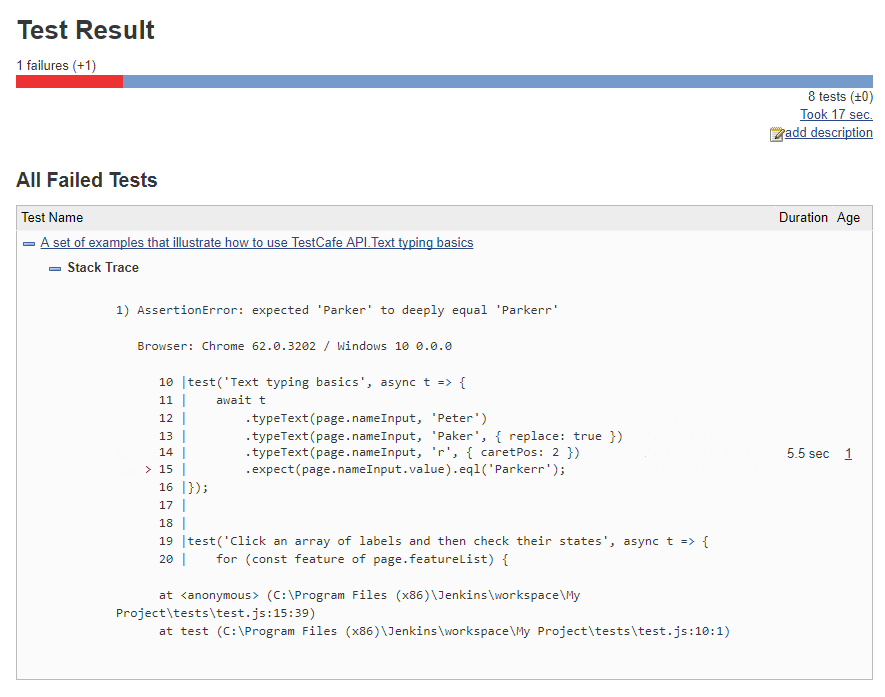 Test Result
1 failures (+1)
8 tests (±0)
Took 17 sec.
add description
All Failed Tests
Test Name Duration Age
A set of examples that illustrate how to use TestCafe API.Text typing basics
Stack Trace
1) AssertionError: expected 'Parker' to deeply equal 'Parkerr'
Browser: Chrome 62.0.3202 / Windows 10 0.0.0
10 |test('Text typing basics', async t => {
11 |    await t
12 |        .typeText(page.nameInput, 'Peter')
13 |        .typeText(page.nameInput, 'Paker', { replace: true })
14 |        .typeText(page.nameInput, 'r', { caretPos: 2 })
> 15 |        .expect(page.nameInput.value).eql('Parkerr');
5.5 sec 1
16 |});
17 |
18 |
19 |test('Click an array of labels and then check their states', async t => {
20 |    for (const feature of page.featureList) {
at <anonymous> (C:\Program Files (x86)\Jenkins\workspace\My
Project\tests\test.js:15:39)
at test (C:\Program Files (x86)\Jenkins\workspace\My Project\tests\test.js:10:1)